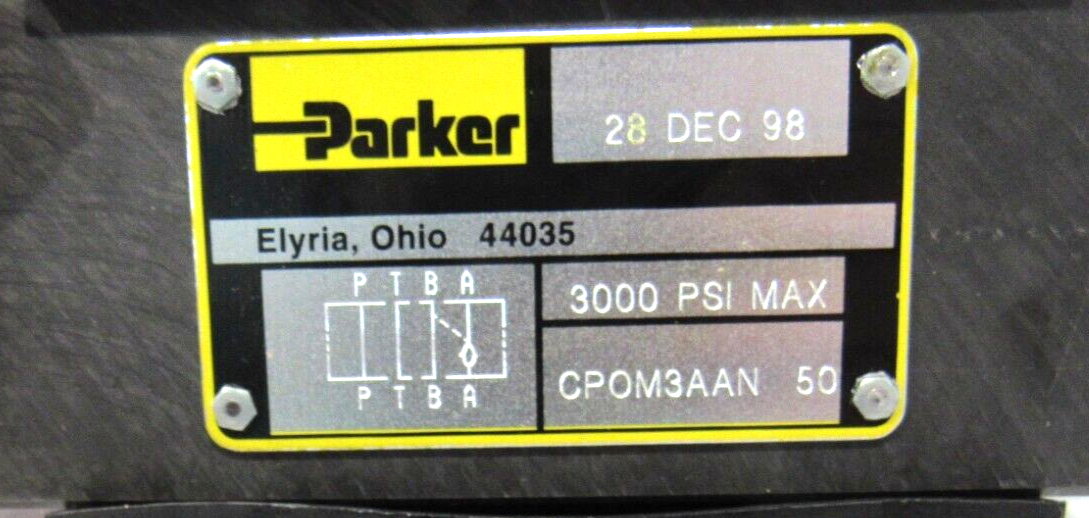 Parker
28 DEC 98
Elyria, Ohio 44035
P T B A
P T B A
3000 PSI MAX
CPOM3AAN 50